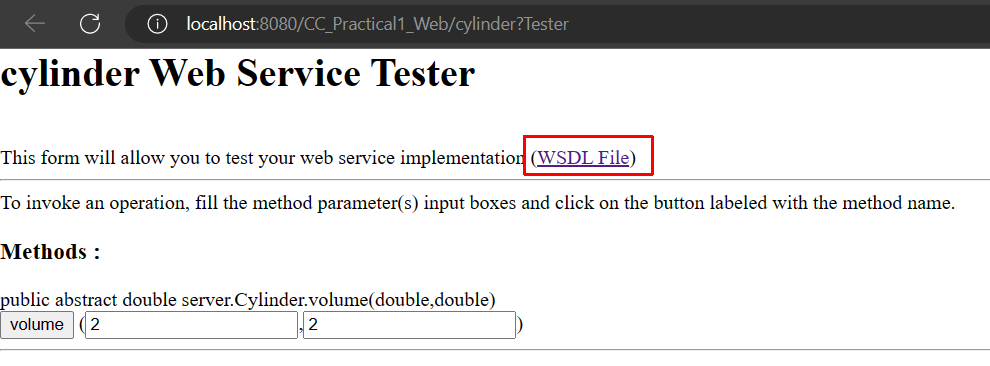 localhost:8080/CC_Practical1_Web/cylinder?Tester
cylinder Web Service Tester
This form will allow you to test your web service implementation (WSDL File)
To invoke an operation, fill the method parameter(s) input boxes and click on the button labeled with the method name.
Methods :
public abstract double server.Cylinder.volume(double,double)
volume (2,2)